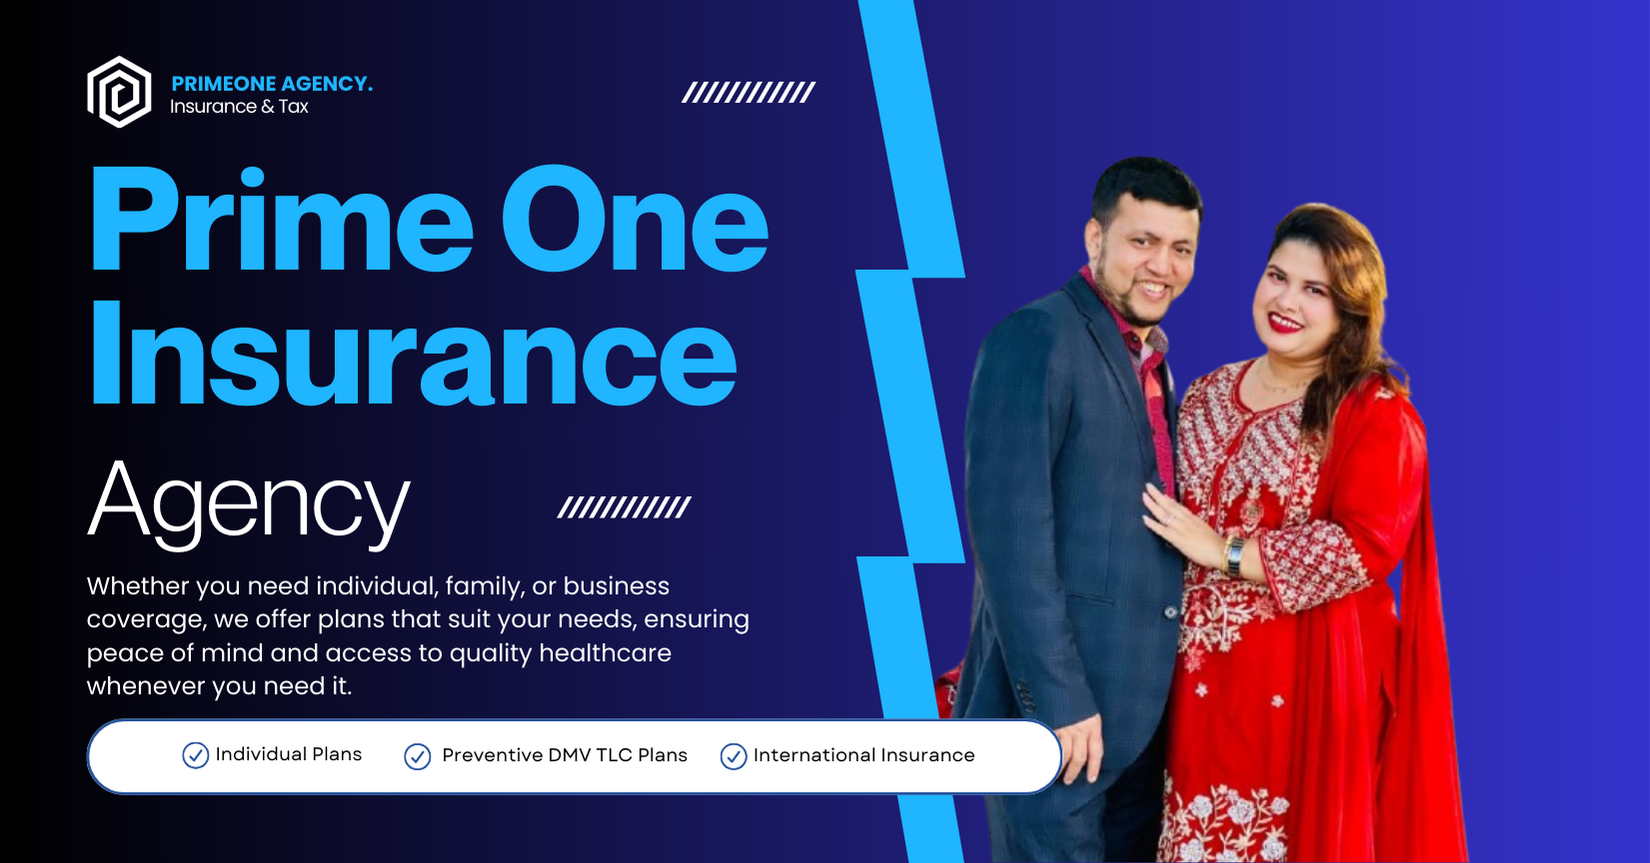 PRIMEONE AGENCY.
Insurance & Tax
Prime One
Insurance
Agency
Whether you need individual, family, or business
coverage, we offer plans that suit your needs, ensuring
peace of mind and access to quality healthcare
whenever you need it.
Individual Plans
Preventive DMV TLC Plans
International Insurance